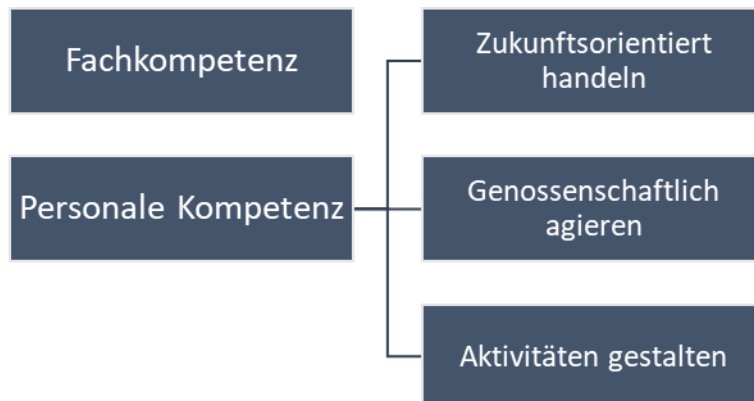 Fachkompetenz
Personale Kompetenz
Zukunftsorientiert
handeln
Genossenschaftlich
agieren
Aktivitäten gestalten